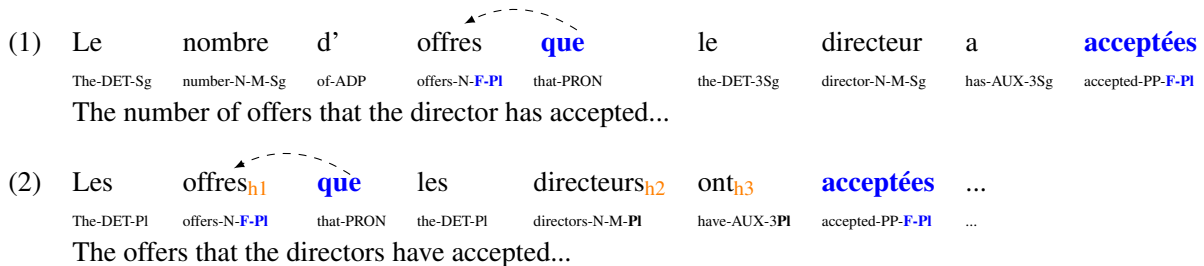 (1) Le nombre d' offres que le directeur a acceptées
The-DET-Sg number-N-M-Sg of-ADP offers-N-F-Pl that-PRON the-DET-3Sg director-N-M-Sg has-AUX-3Sg accepted-PP-F-Pl
The number of offers that the director has accepted...
(2) Les offresh1 que les directeursh2 onth3 acceptées ...
The-DET-Pl offers-N-F-Pl that-PRON the-DET-Pl directors-N-M-Pl have-AUX-3Pl accepted-PP-F-Pl ...
The offers that the directors have accepted...